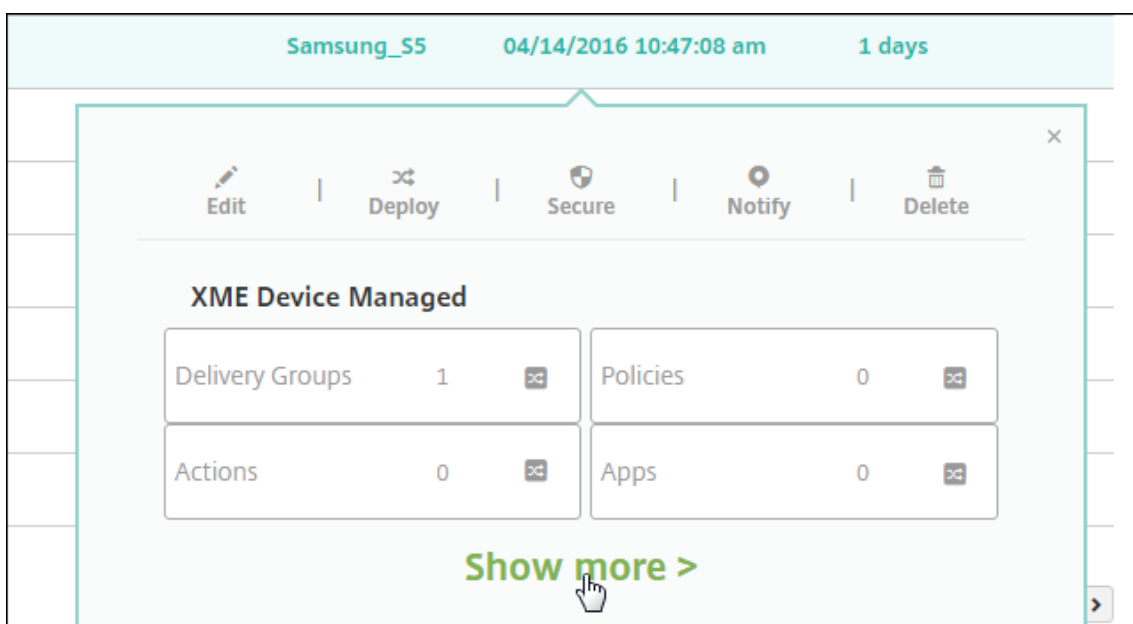 Samsung_S5 04/14/2016 10:47:08 am 1 days
×
Edit | Deploy | Secure | Notify | Delete
XME Device Managed
Delivery Groups 1 Policies 0
Actions 0 Apps 0
Show more >
>